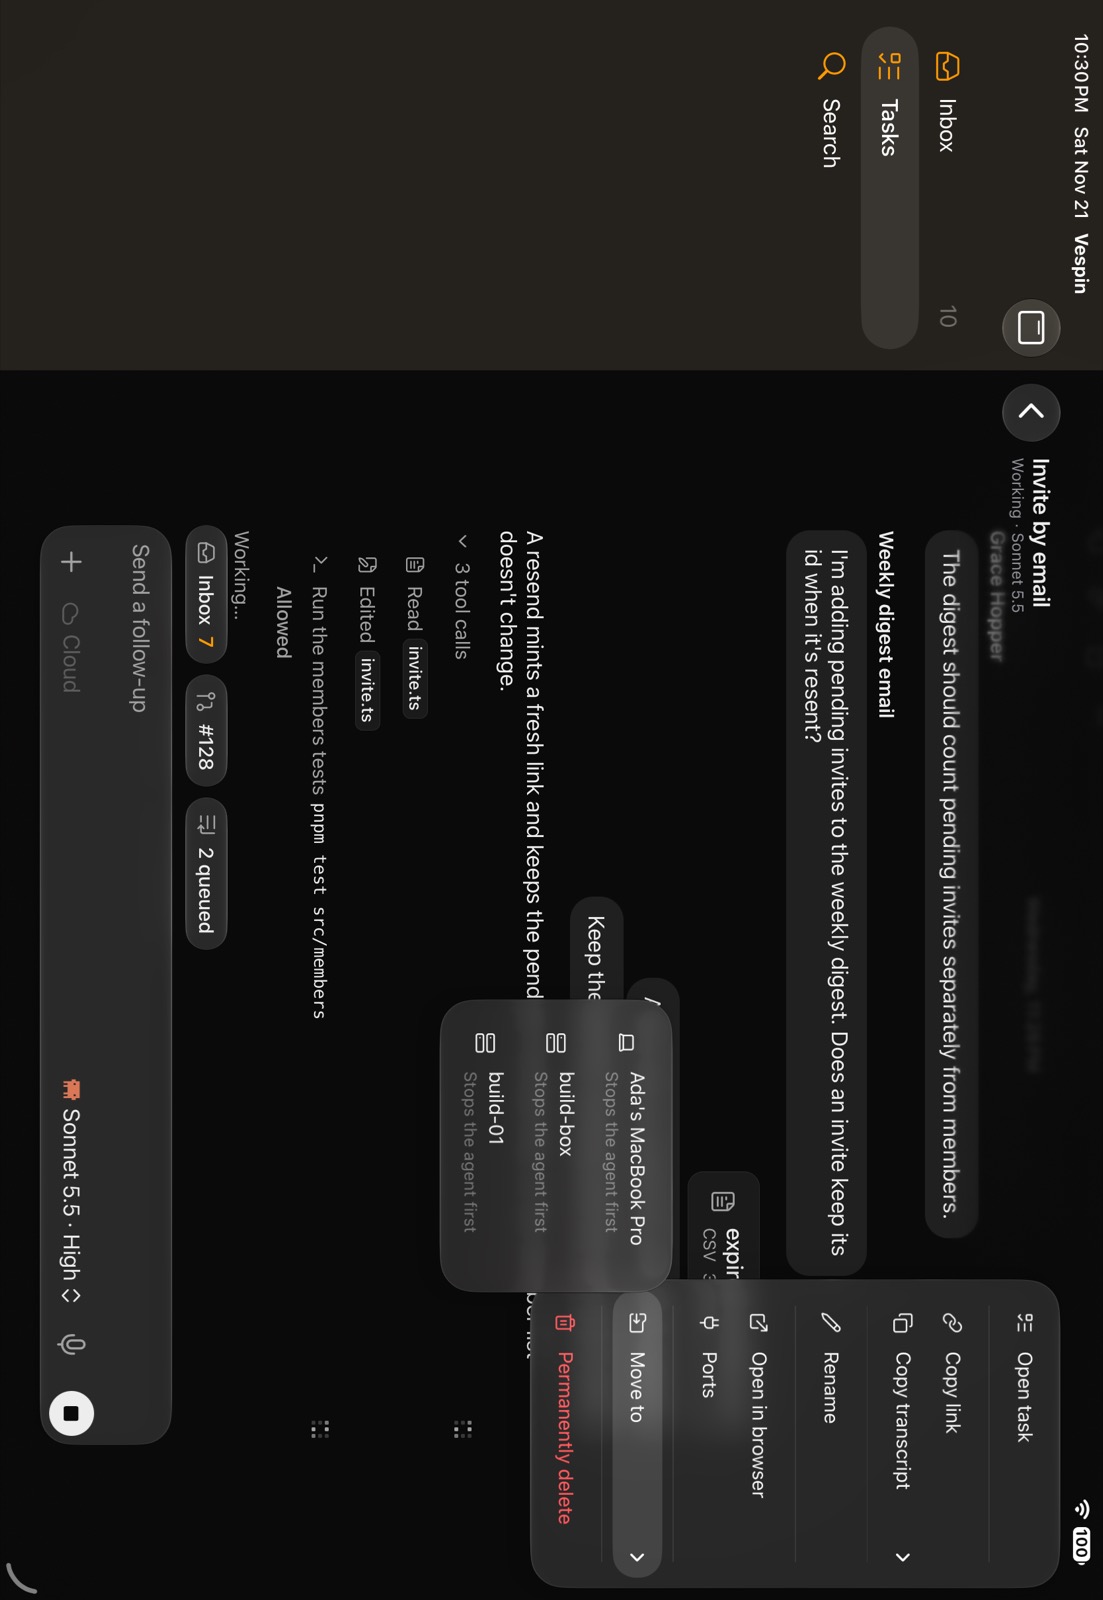 10:30 PM Sat Nov 21 Vespin
100
Inbox 10
Tasks
Search
Invite by email
Working · Sonnet 5.5
Grace Hopper
The digest should count pending invites separately from members.
Weekly digest email
I'm adding pending invites to the weekly digest. Does an invite keep its
id when it's resent?
expir
CSV
Keep the
A resend mints a fresh link and keeps the pend
doesn't change.
3 tool calls
Read invite.ts
Edited invite.ts
Run the members tests pnpm test src/members
Allowed
Working...
Inbox 7
#128
2 queued
Send a follow-up
Cloud
Sonnet 5.5 · High
Open task
Copy link
Copy transcript
Rename
Open in browser
Ports
Move to
Permanently delete
Ada's MacBook Pro
Stops the agent first
build-box
Stops the agent first
build-01
Stops the agent first